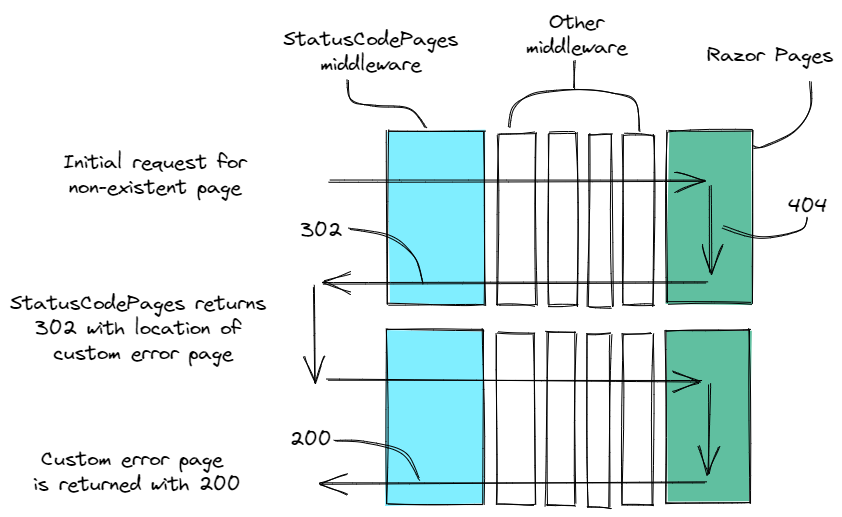 StatusCodePages
middleware
Other
middleware
Razor Pages
Initial request for
non-existent page
404
302
StatusCodePages returns
302 with location of
custom error page
200
Custom error page
is returned with 200